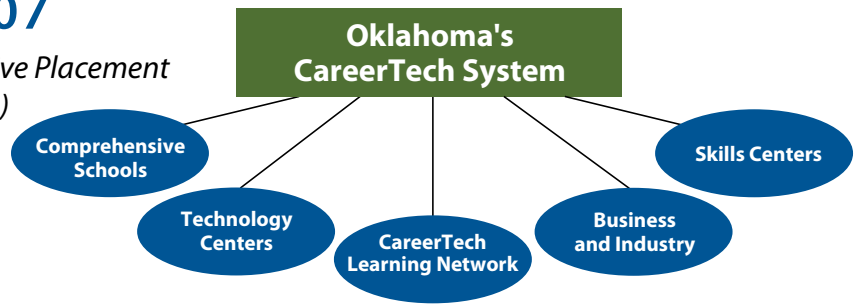 07
ve Placement
)
Oklahoma's
CareerTech System
Comprehensive
Schools
Technology
Centers
CareerTech
Learning Network
Business
and Industry
Skills Centers